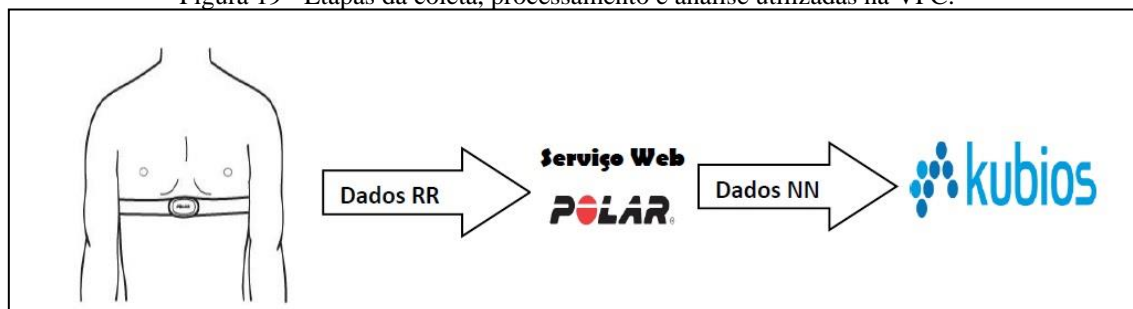 Figura 19 - Etapas da coleta, processamento e análise utilizadas na VFC.
Dados RR
Serviço Web
POLAR
Dados NN
kubios